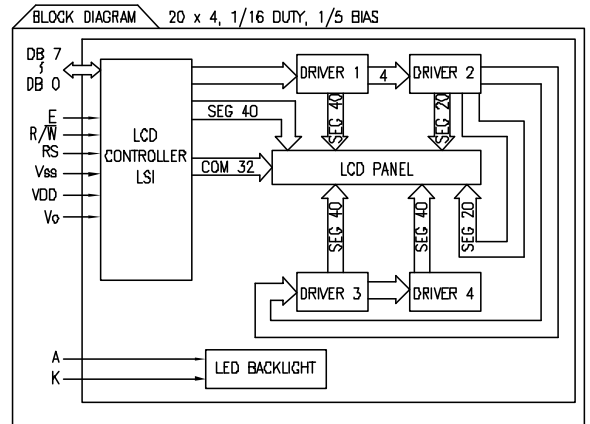 BLOCK DIAGRAM 20 x 4, 1/16 DUTY, 1/5 BIAS
DB 7
∫
DB 0
E
R/W̅
RS
Vss
VDD
Vo
LCD
CONTROLLER
LSI
DRIVER 1
4
DRIVER 2
SEG 40
SEG 40
SEG 20
COM 32
LCD PANEL
SEG 40
SEG 40
SEG 20
DRIVER 3
DRIVER 4
A
K
LED BACKLIGHT